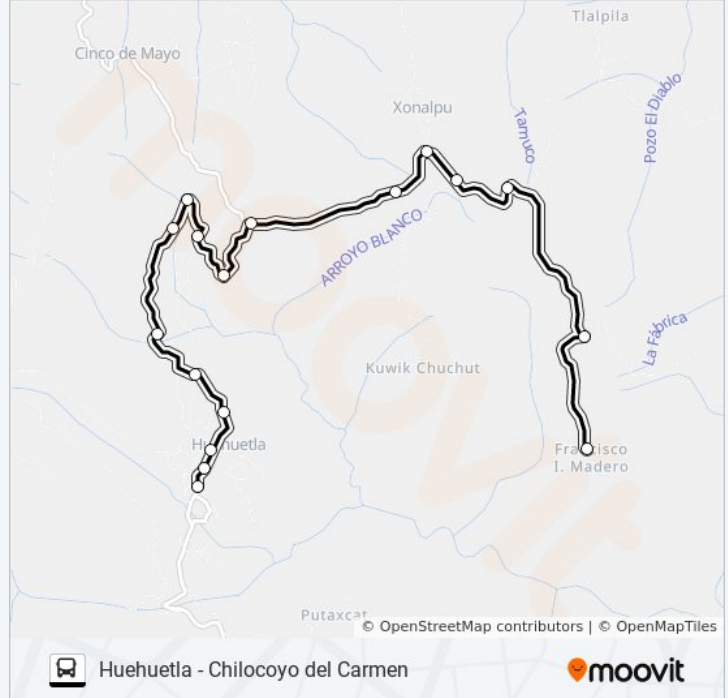 Tlalpila
Cinco de Mayo
Xonalpu
Tamuco
Pozo El Diablo
ARROYO BLANCO
La Fábrica
Kuwik Chuchut
Huehuetla
Francisco
I. Madero
Putaxcat
© OpenStreetMap contributors | © OpenMapTiles
Huehuetla - Chilocoyo del Carmen
moovit
moovit